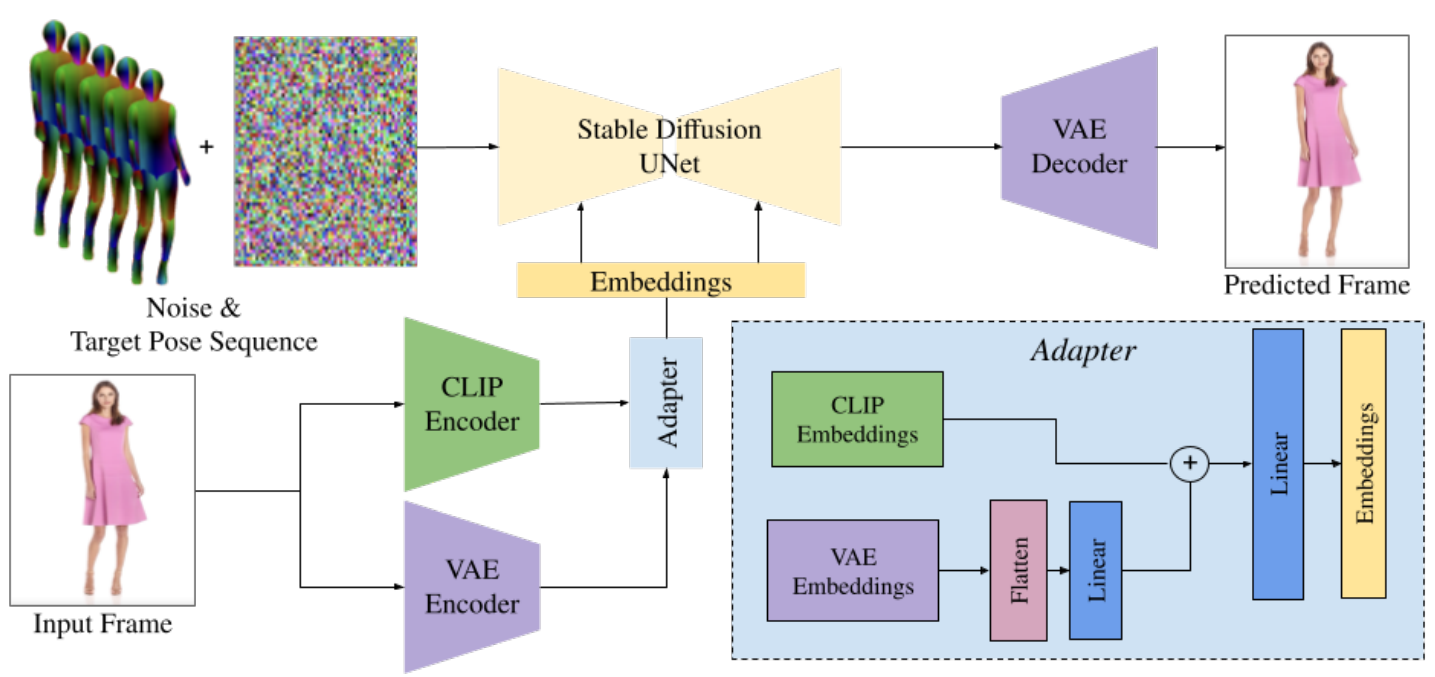 +
Stable Diffusion
UNet
VAE
Decoder
Embeddings
Predicted Frame
Noise &
Target Pose Sequence
CLIP
Encoder
Adapter
VAE
Encoder
Input Frame
Adapter
CLIP
Embeddings
+
Linear
Embeddings
VAE
Embeddings
Flatten
Linear